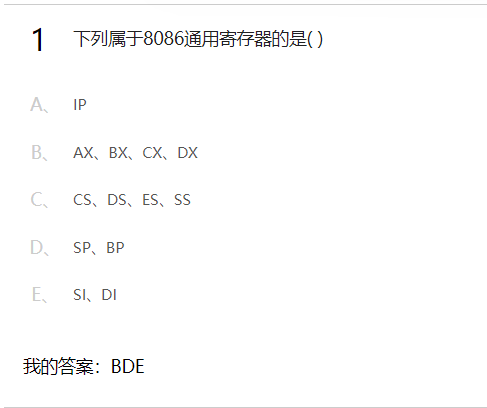 1 下列属于8086通用寄存器的是( )
A、 IP
B、 AX、BX、CX、DX
C、 CS、DS、ES、SS
D、 SP、BP
E、 SI、DI
我的答案：BDE